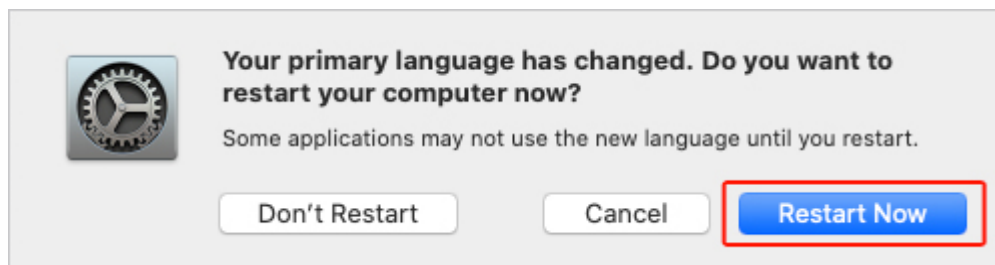 Your primary language has changed. Do you want to
restart your computer now?
Some applications may not use the new language until you restart.
Don't Restart
Cancel
Restart Now